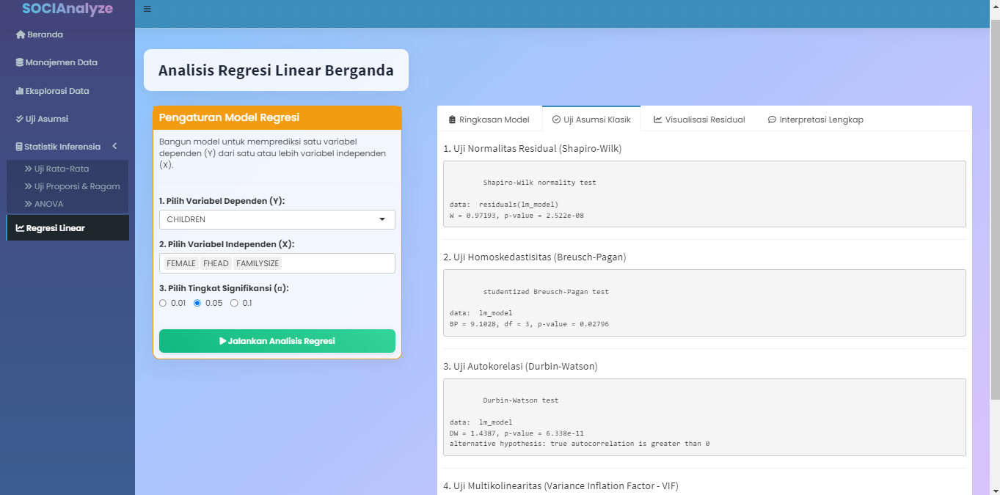 SOCIAnalyze
Beranda
Manajemen Data
Eksplorasi Data
Uji Asumsi
Statistik Inferensia
Uji Rata-Rata
Uji Proporsi & Ragam
ANOVA
Regresi Linear
Analisis Regresi Linear Berganda
Pengaturan Model Regresi
Bangun model untuk memprediksi satu variabel
dependen (Y) dari satu atau lebih variabel independen
(X).
1. Pilih Variabel Dependen (Y):
CHILDREN
2. Pilih Variabel Independen (X):
FEMALE FHEAD FAMILYSIZE
3. Pilih Tingkat Signifikansi (α):
0.01 0.05 0.1
Jalankan Analisis Regresi
Ringkasan Model Uji Asumsi Klasik Visualisasi Residual Interpretasi Lengkap
1. Uji Normalitas Residual (Shapiro-Wilk)
Shapiro-Wilk normality test
data:  residuals(lm_model)
W = 0.97193, p-value = 2.522e-08
2. Uji Homoskedastisitas (Breusch-Pagan)
studentized Breusch-Pagan test
data:  lm_model
BP = 9.1028, df = 3, p-value = 0.02796
3. Uji Autokorelasi (Durbin-Watson)
Durbin-Watson test
data:  lm_model
DW = 1.4387, p-value = 6.338e-11
alternative hypothesis: true autocorrelation is greater than 0
4. Uji Multikolinearitas (Variance Inflation Factor - VIF)